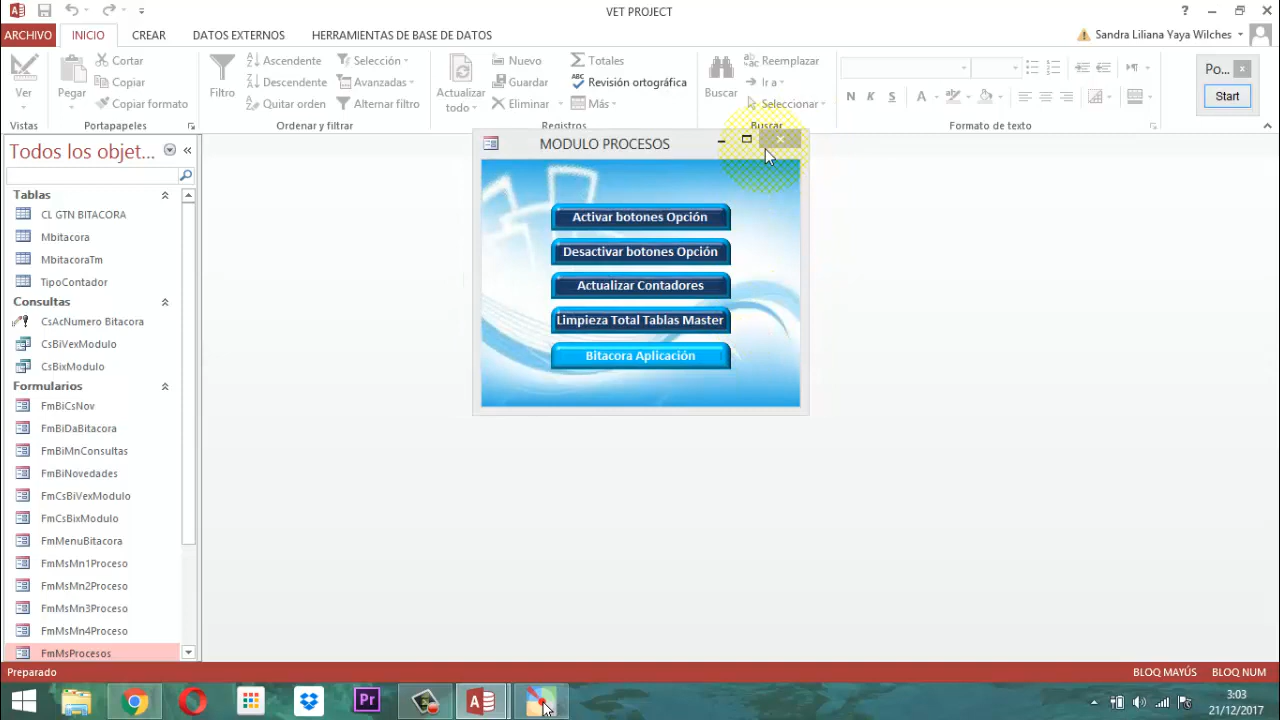 VET PROJECT
?
ARCHIVO INICIO CREAR DATOS EXTERNOS HERRAMIENTAS DE BASE DE DATOS
Sandra Liliana Yaya Wilches
Ver
Vistas
Pegar
Cortar
Copiar
Copiar formato
Portapapeles
Filtro
Ascendente
Descendente
Quitar orden
Selección
Avanzadas
Alternar filtro
Ordenar y filtrar
Actualizar
todo
Nuevo
Guardar
Eliminar
Totales
Revisión ortográfica
Más
Registros
Buscar
Reemplazar
Ir a
Seleccionar
Buscar
N K S A
Formato de texto
Po... x
Start
Todos los objet...
Tablas
CL GTN BITACORA
Mbitacora
MbitacoraTm
TipoContador
Consultas
CsAcNumero Bitacora
CsBiVexModulo
CsBixModulo
Formularios
FmBiCsNov
FmBiDaBitacora
FmBiMnConsultas
FmBiNovedades
FmCsBiVexModulo
FmCsBixModulo
FmMenuBitacora
FmMsMn1Proceso
FmMsMn2Proceso
FmMsMn3Proceso
FmMsMn4Proceso
FmMsProcesos
MODULO PROCESOS
Activar botones Opción
Desactivar botones Opción
Actualizar Contadores
Limpieza Total Tablas Master
Bitacora Aplicación
Preparado
BLOQ MAYÚS BLOQ NUM
Pr
3:03
21/12/2017